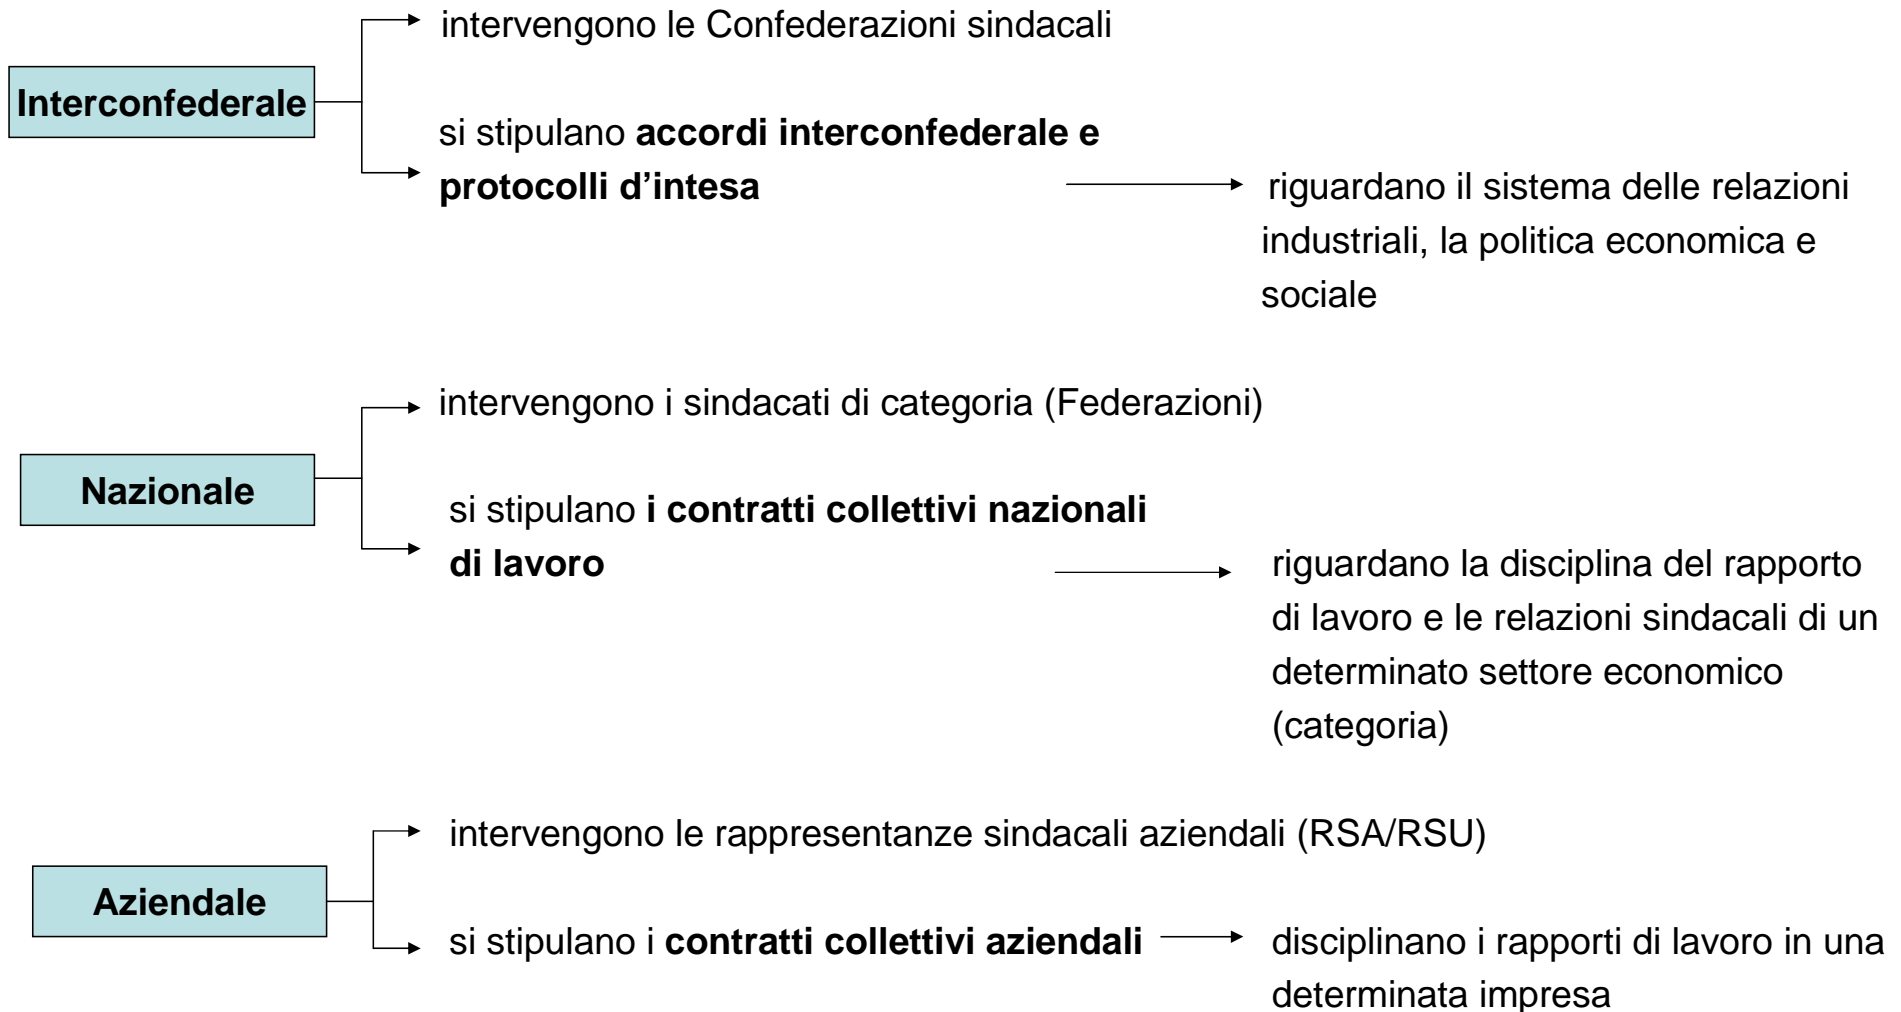 intervengono le Confederazioni sindacali
Interconfederale
si stipulano accordi interconfederale e
protocolli d'intesa
riguardano il sistema delle relazioni
industriali, la politica economica e
sociale
intervengono i sindacati di categoria (Federazioni)
Nazionale
si stipulano i contratti collettivi nazionali
di lavoro
riguardano la disciplina del rapporto
di lavoro e le relazioni sindacali di un
determinato settore economico
(categoria)
intervengono le rappresentanze sindacali aziendali (RSA/RSU)
Aziendale
si stipulano i contratti collettivi aziendali
disciplinano i rapporti di lavoro in una
determinata impresa